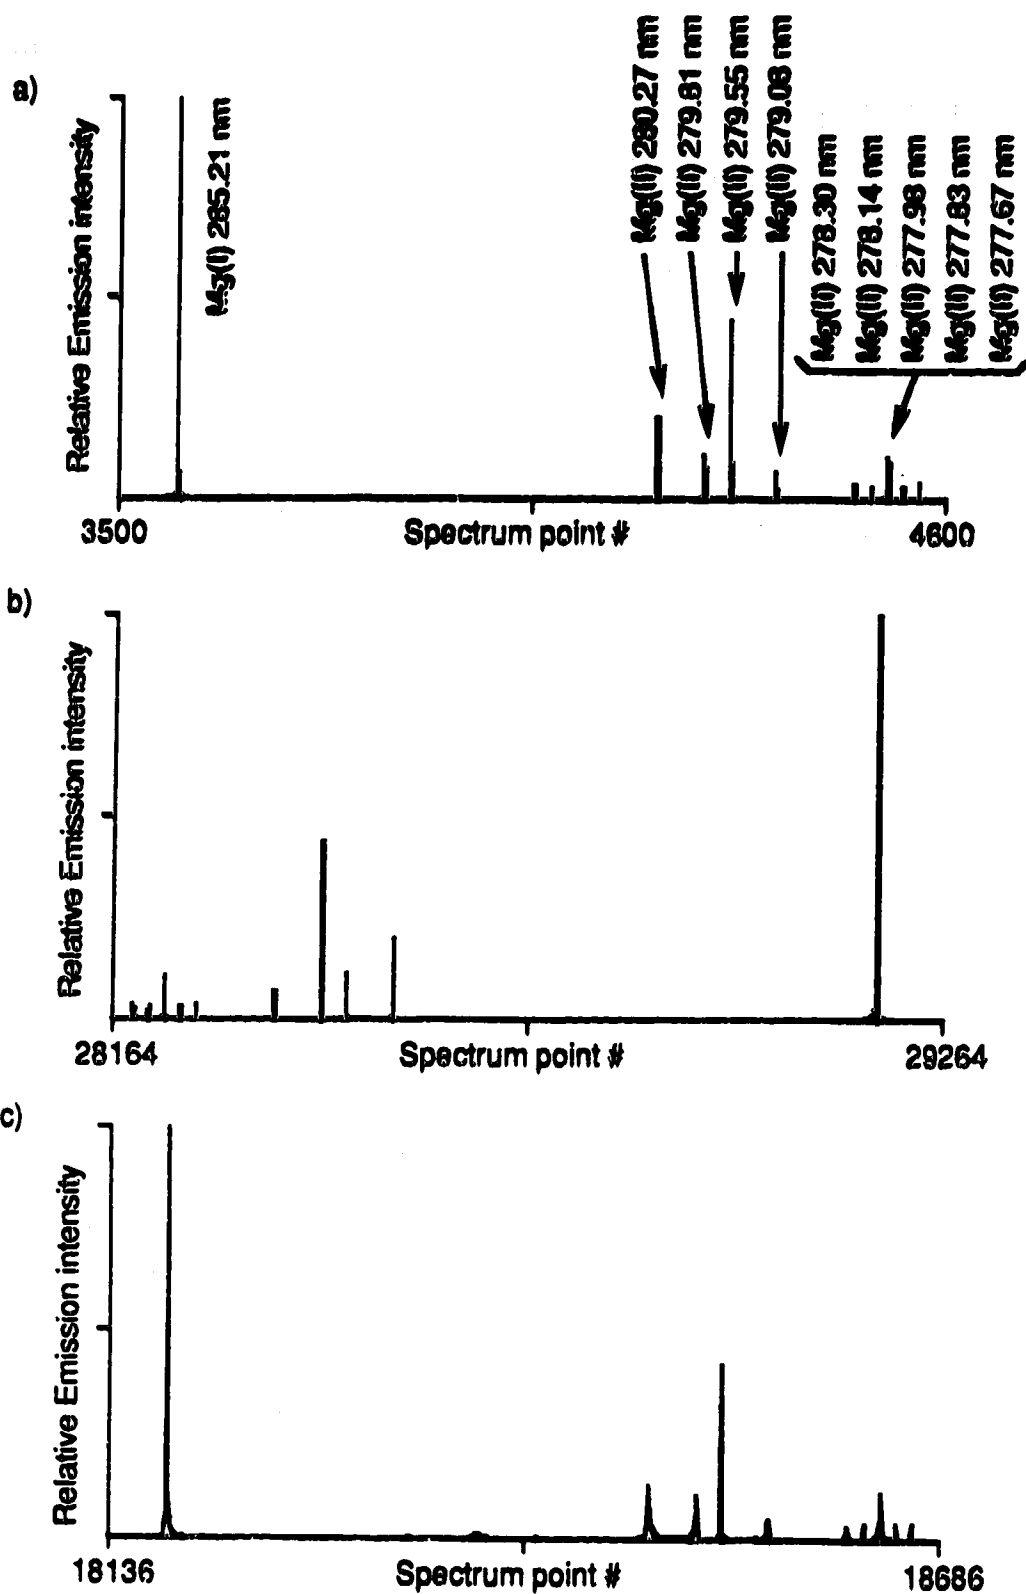 a)
Relative Emission intensity
Mg(I) 285.21 nm
Mg(II) 280.27 nm
Mg(II) 279.81 nm
Mg(II) 279.55 nm
Mg(II) 279.08 nm
Mg(II) 278.30 nm
Mg(II) 278.14 nm
Mg(II) 277.98 nm
Mg(II) 277.83 nm
Mg(II) 277.67 nm
3500
Spectrum point #
4600
b)
Relative Emission intensity
28164
Spectrum point #
29264
c)
Relative Emission intensity
18136
Spectrum point #
18686